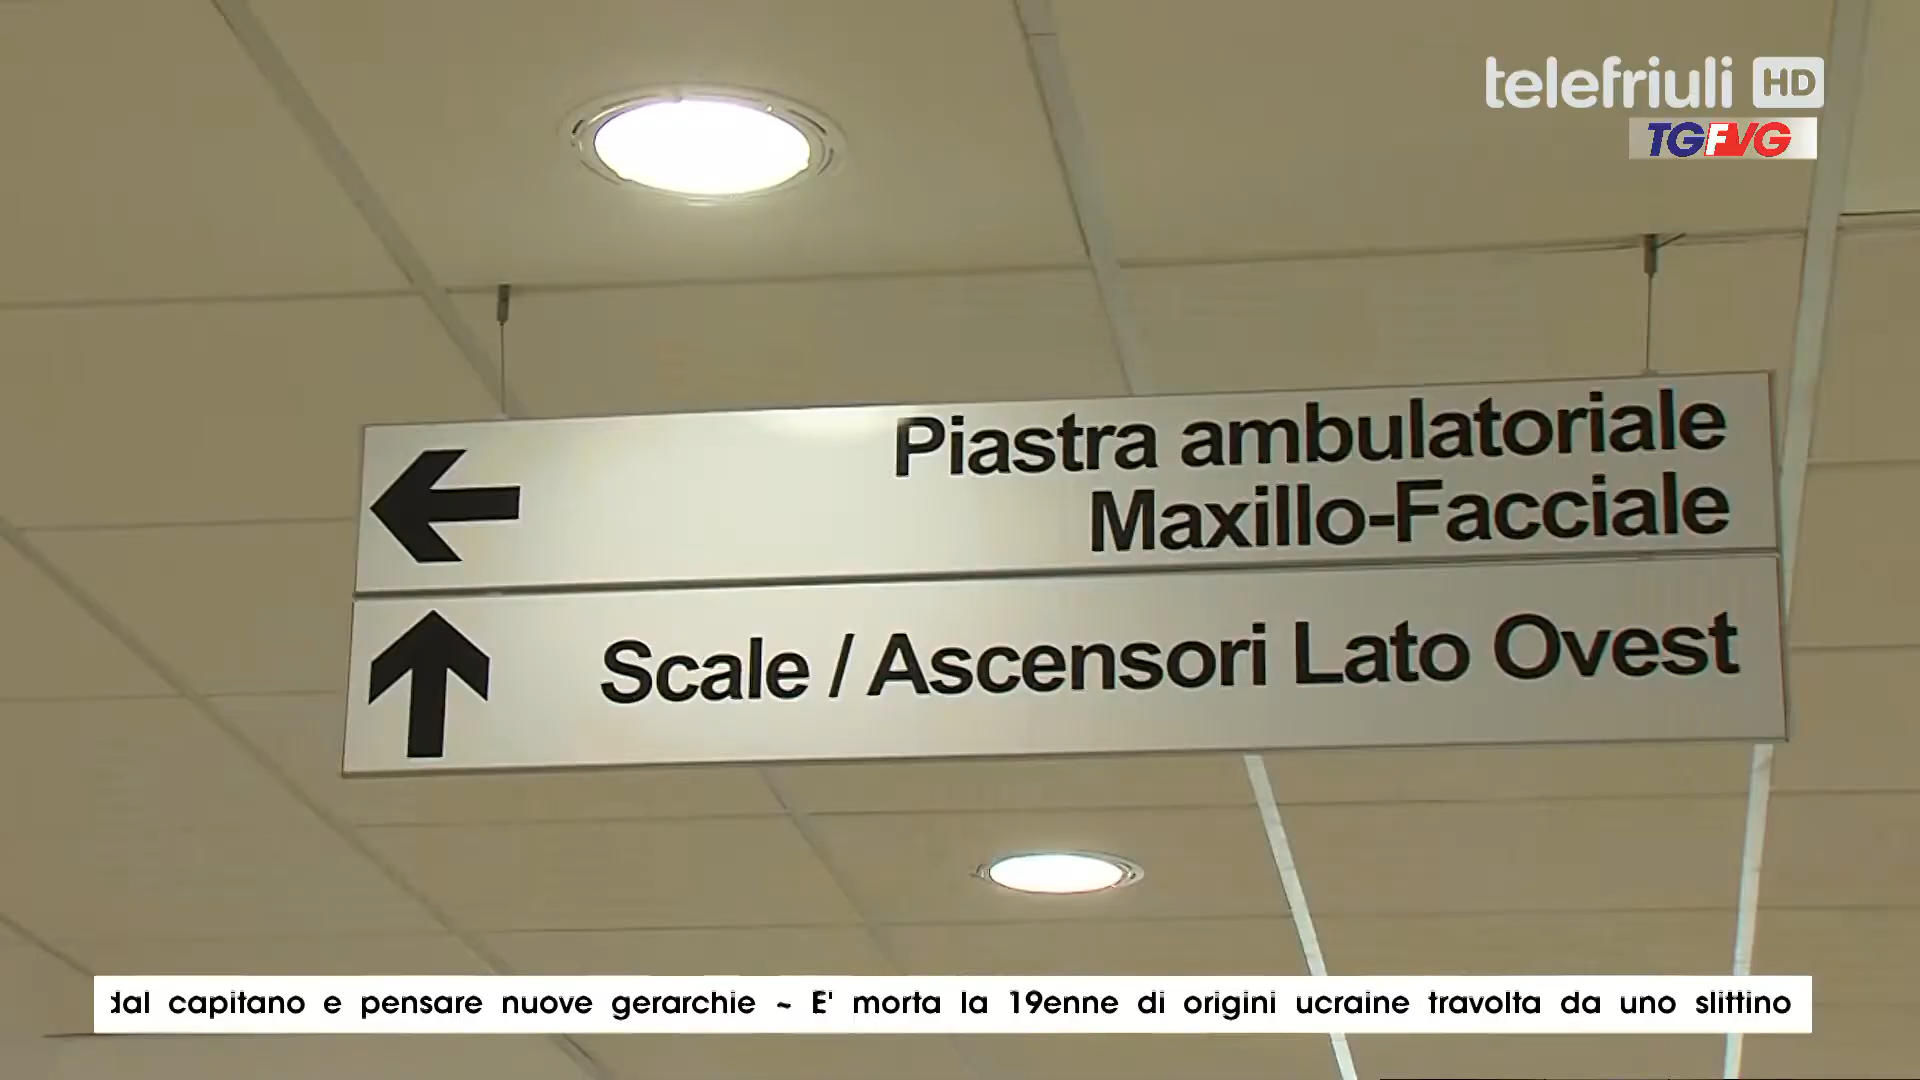 telefriuli HD
TGFVG
Piastra ambulatoriale
Maxillo-Facciale
Scale / Ascensori Lato Ovest
dal capitano e pensare nuove gerarchie ~ E' morta la 19enne di origini ucraine travolta da uno slittino